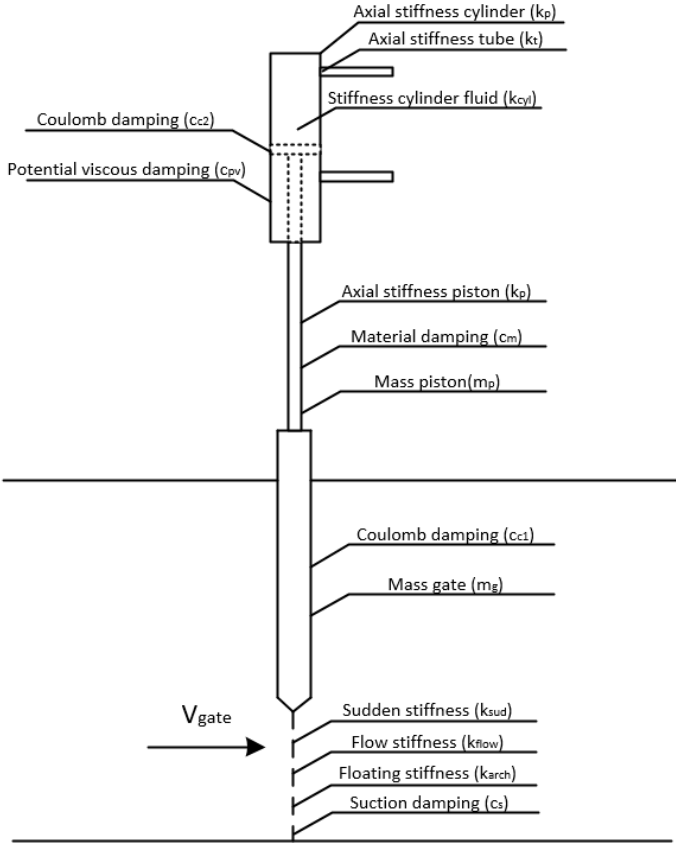 Axial stiffness cylinder (kp)
Axial stiffness tube (kt)
Stiffness cylinder fluid (kcyl)
Coulomb damping (cc2)
Potential viscous damping (cpv)
Axial stiffness piston (kp)
Material damping (cm)
Mass piston(mp)
Coulomb damping (cc1)
Mass gate (mg)
Vgate
Sudden stiffness (ksud)
Flow stiffness (kflow)
Floating stiffness (karch)
Suction damping (cs)